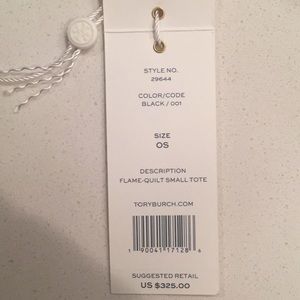 STYLE NO.
29644
COLOR/CODE
BLACK / 001
SIZE
OS
DESCRIPTION
FLAME-QUILT SMALL TOTE
TORYBURCH.COM
1 90041 17128 6
SUGGESTED RETAIL
US $325.00